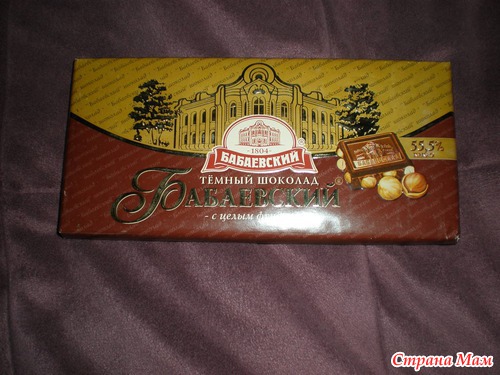 - 1804 -
БАБАЕВСКИЙ
ТЁМНЫЙ ШОКОЛАД
БАБАЕВСКИЙ®
- с целым
55,5%
Страна Мам